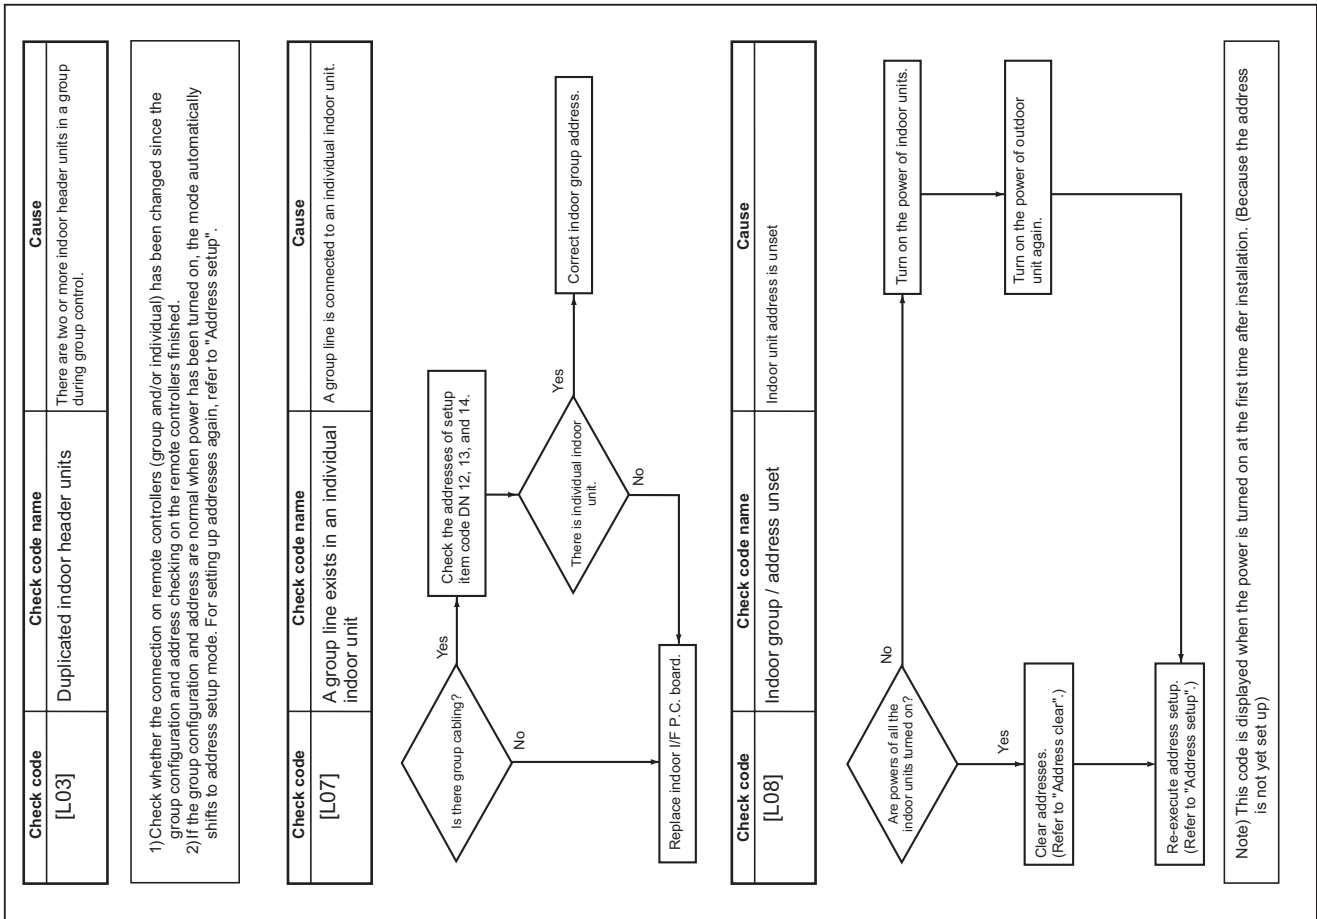 Check code
Check code name
Cause
[L03]
Duplicated indoor header units
There are two or more indoor header units in a group
during group control.
1)Check whether the connection on remote controllers (group and/or individual) has been changed since the
group configuration and address checking on the remote controllers finished.
2)If the group configuration and address are normal when power has been turned on, the mode automatically
shifts to address setup mode. For setting up addresses again, refer to "Address setup".
Check code
Check code name
Cause
[L07]
A group line exists in an individual
indoor unit
A group line is connected to an individual indoor unit.
Is there group cabling?
Yes
No
Check the addresses of setup
item code DN 12, 13, and 14.
There is individual indoor
unit.
Yes
No
Correct indoor group address.
Replace indoor I/F P.C. board.
Check code
Check code name
Cause
[L08]
Indoor group / address unset
Indoor unit address is unset
Are powers of all the
indoor units turned on?
No
Yes
Turn on the power of indoor units.
Turn on the power of outdoor
unit again.
Clear addresses.
(Refer to "Address clear".)
Re-execute address setup.
(Refer to "Address setup".)
Note) This code is displayed when the power is turned on at the first time after installation. (Because the address
is not yet set up)